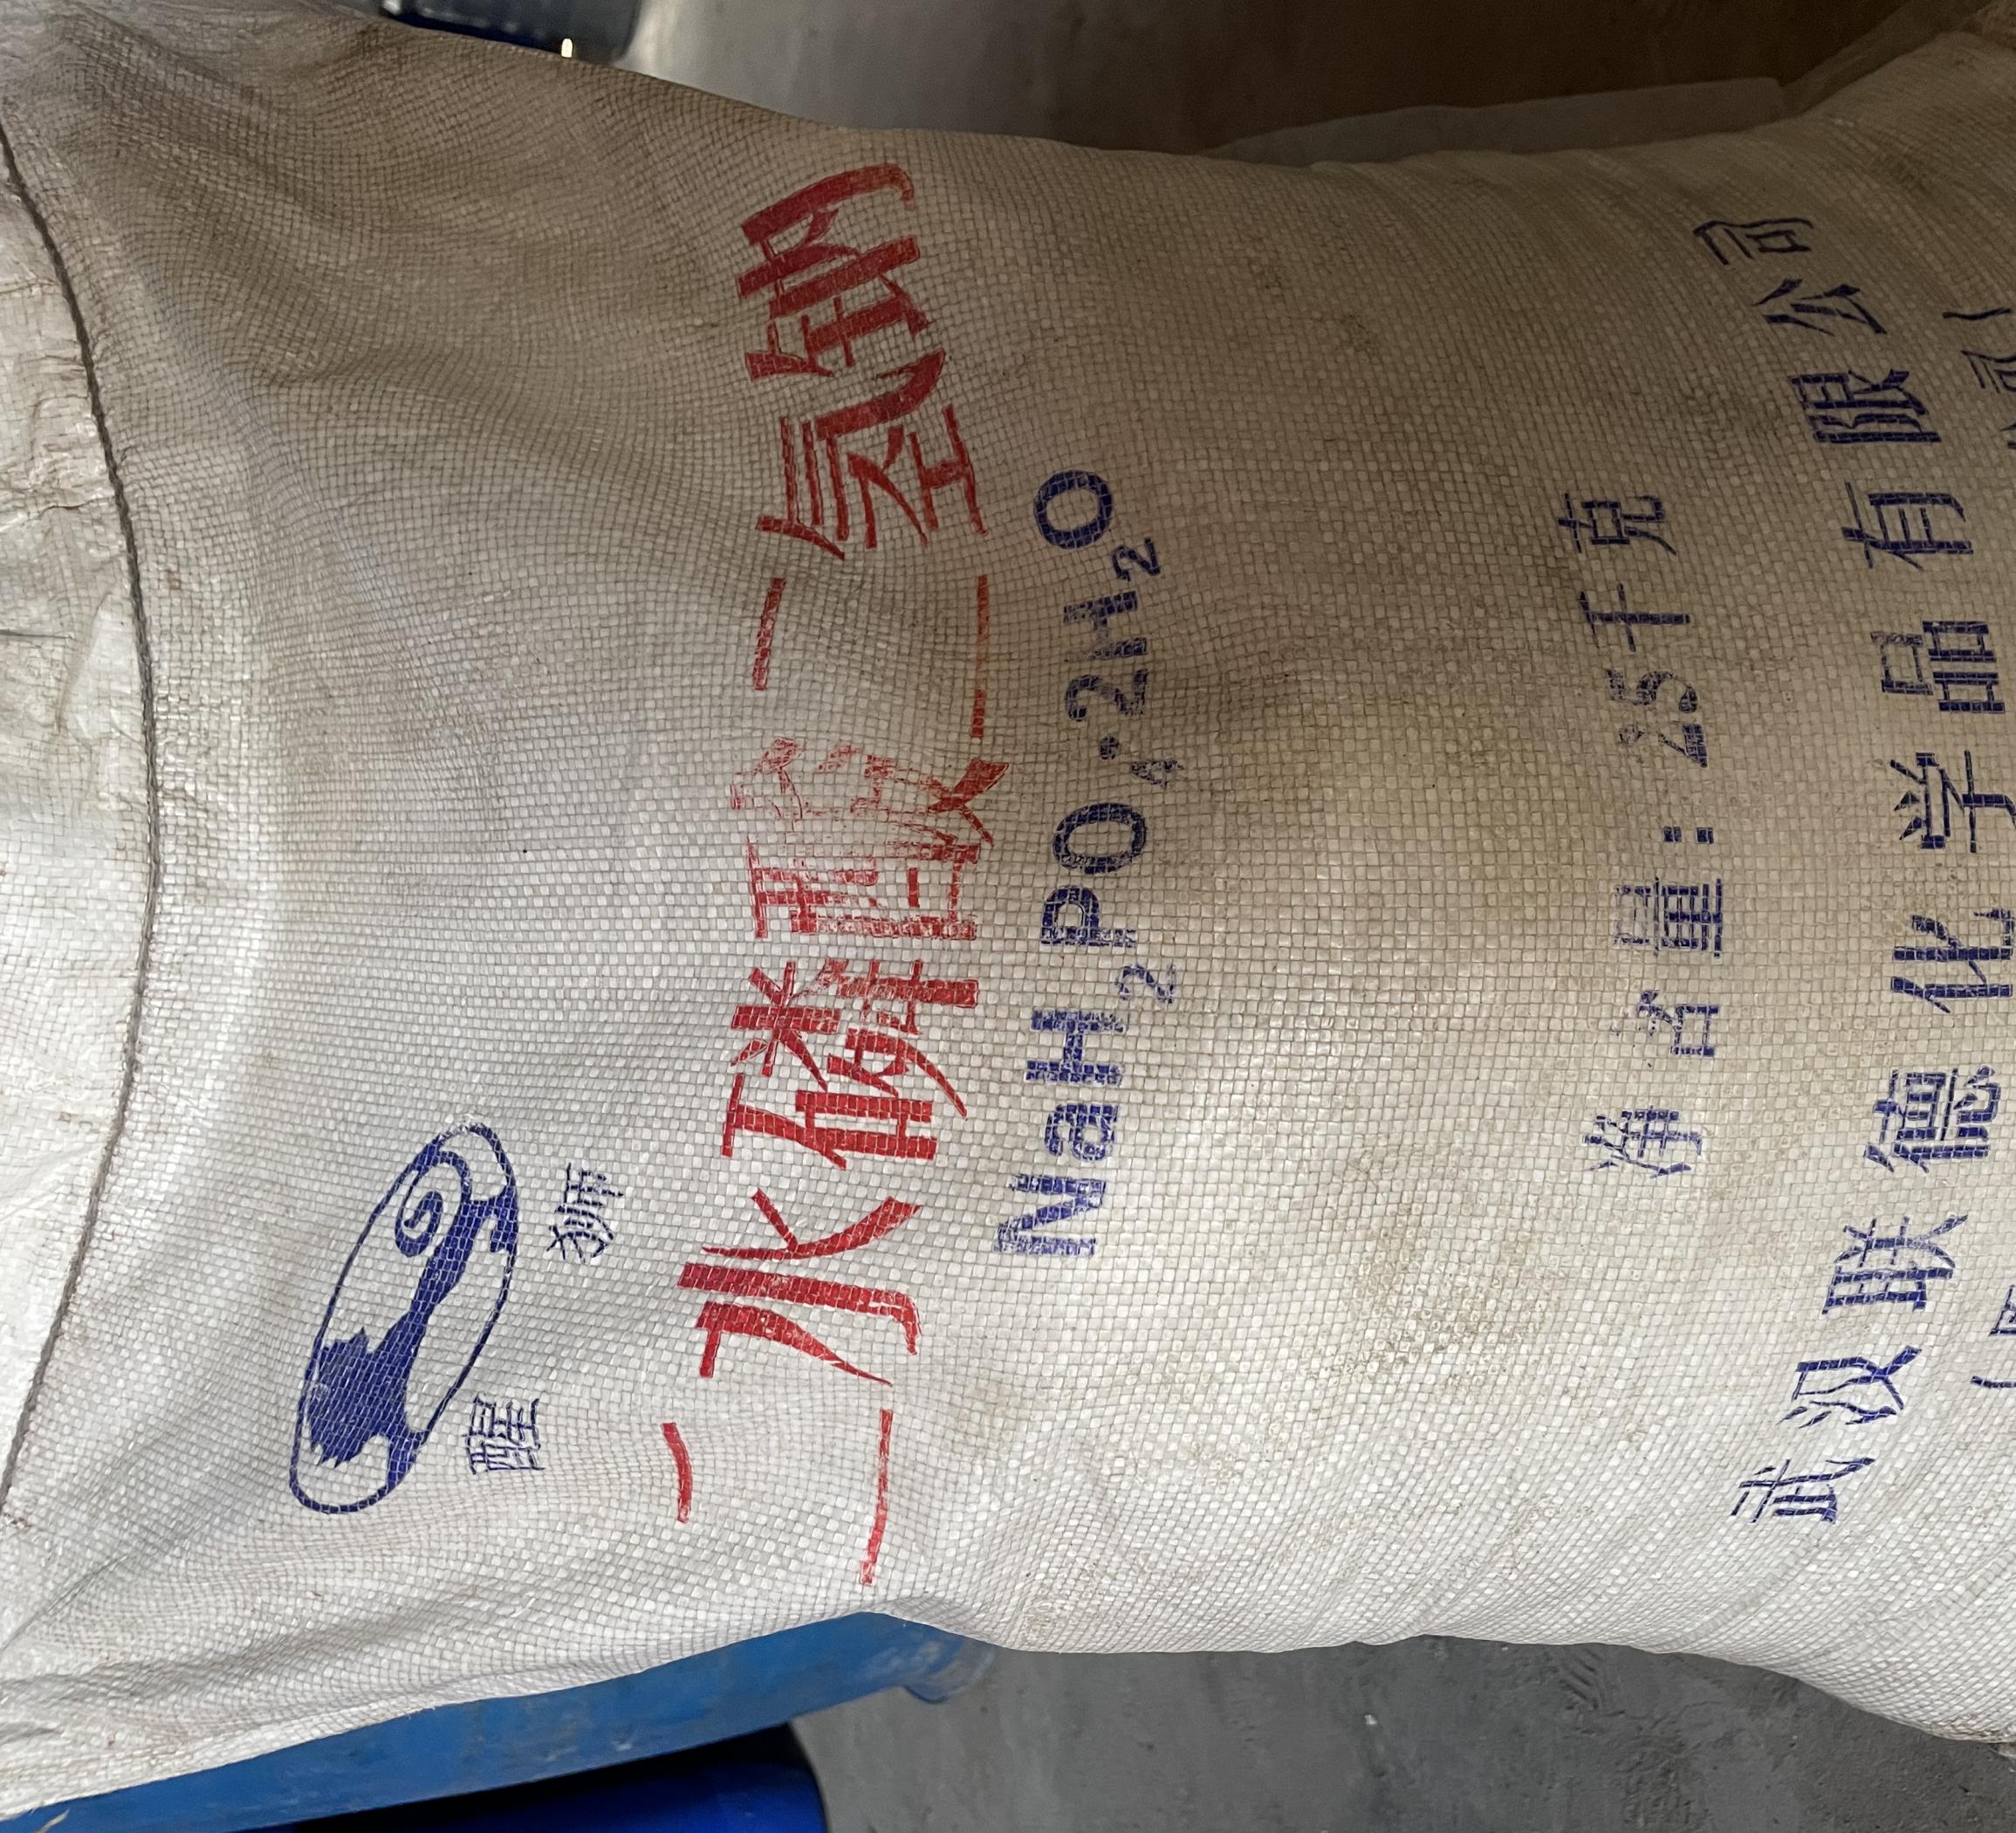 醒 狮
二水磷酸二氢钠
NaH₂PO₄·2H₂O
净含量：25千克
武汉联德化学品有限公司